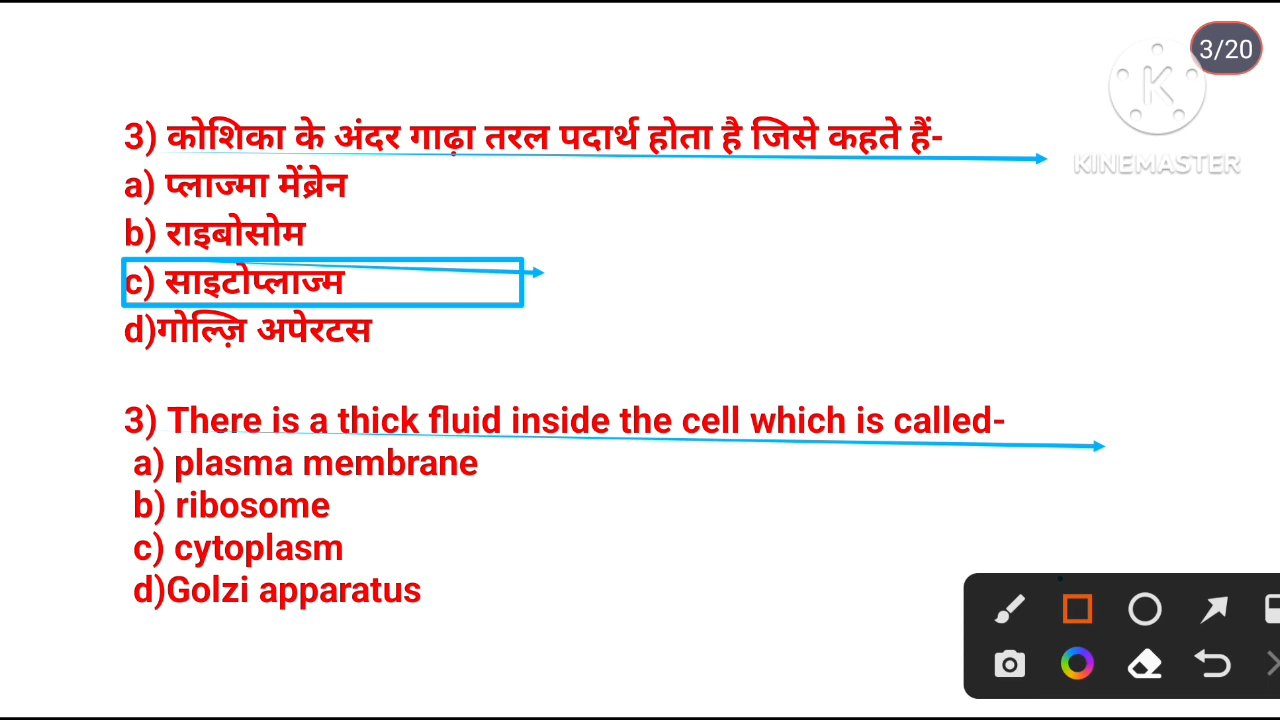 3/20
KINEMASTER
3) कोशिका के अंदर गाढ़ा तरल पदार्थ होता है जिसे कहते हैं-
a) प्लाज्मा मेंब्रेन
b) राइबोसोम
c) साइटोप्लाज्म
d)गोल्ज़ि अपेरटस
3) There is a thick fluid inside the cell which is called-
a) plasma membrane
b) ribosome
c) cytoplasm
d)Golzi apparatus